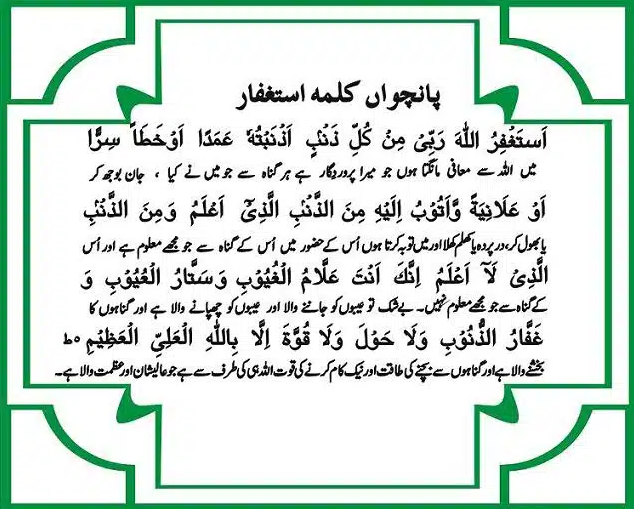 پانچواں کلمہ استغفار
اَسْتَغْفِرُ اللّٰهَ رَبِّیْ مِنْ كُلِّ ذَنْۢبٍ اَذْنَبْتُهٗ عَمَدًا اَوْخَطَأً سِرًّا
میں اللہ سے معافی مانگتا ہوں جو میرا پروردگار ہے ہر گناہ سے جو میں نے کیا ، جان بوجھ کر
اَوْ عَلَانِيَةً وَّاَتُوْبُ اِلَيْهِ مِنَ الذَّنْۢبِ الَّذِیْٓ اَعْلَمُ وَمِنَ الذَّنْۢبِ
یا بھول کر، در پردہ یا کھلم کھلا اور میں توبہ کرتا ہوں اُس کے حضور میں اُس کے گناہ سے جو مجھے معلوم ہے اور اُس
الَّذِیْ لَآ اَعْلَمُ اِنَّكَ اَنْتَ عَلَّامُ الْغُيُوْبِ وَسَتَّارُ الْعُيُوْبِ وَ
کے گناہ سے جو مجھے معلوم نہیں۔ بے شک تو عیبوں کو جاننے والا اور عیبوں کو چھپانے والا ہے اور گناہوں کا
غَفَّارُ الذُّنُوْبِ وَلَا حَوْلَ وَلَا قُوَّةَ اِلَّا بِاللّٰهِ الْعَلِیِّ الْعَظِيْمِ ۝ط
بخشنے والا ہے اور گناہوں سے بچنے کی طاقت اور نیک کام کرنے کی قوت اللہ ہی کی طرف سے ہے جو عالیشان اور عظمت والا ہے۔